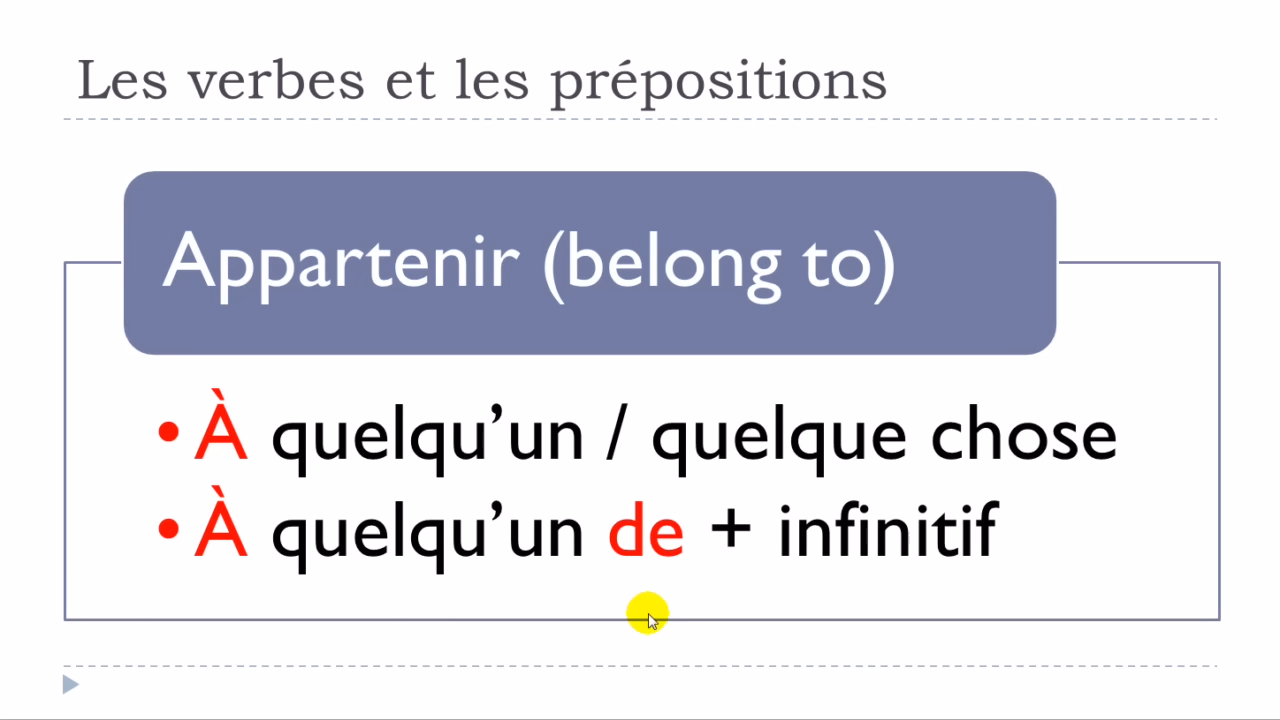 Les verbes et les prépositions
Appartenir (belong to)
• À quelqu’un / quelque chose
• À quelqu’un de + infinitif